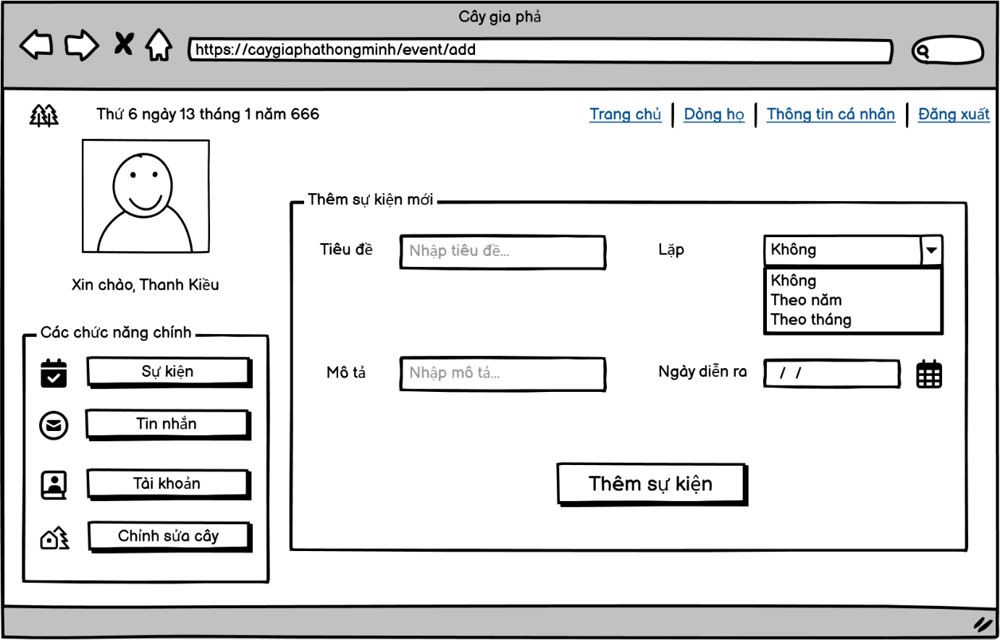 Cây gia phả
https://caygiaphathongminh/event/add
Thứ 6 ngày 13 tháng 1 năm 666
Trang chủ
Dòng họ
Thông tin cá nhân
Đăng xuất
Xin chào, Thanh Kiều
Các chức năng chính
Sự kiện
Tin nhắn
Tài khoản
Chỉnh sửa cây
Thêm sự kiện mới
Tiêu đề
Nhập tiêu đề...
Lặp
Không
Không
Theo năm
Theo tháng
Mô tả
Nhập mô tả...
Ngày diễn ra
/ /
Thêm sự kiện